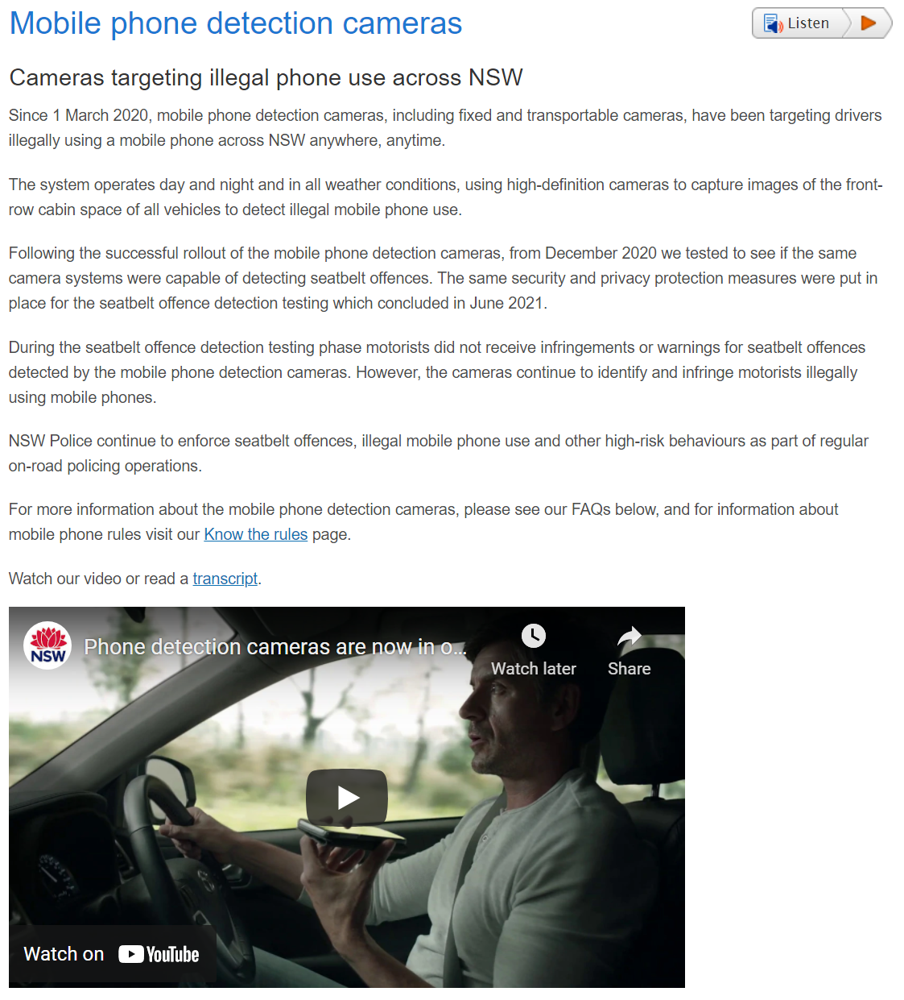 Mobile phone detection cameras
Listen
Cameras targeting illegal phone use across NSW
Since 1 March 2020, mobile phone detection cameras, including fixed and transportable cameras, have been targeting drivers
illegally using a mobile phone across NSW anywhere, anytime.
The system operates day and night and in all weather conditions, using high-definition cameras to capture images of the front-
row cabin space of all vehicles to detect illegal mobile phone use.
Following the successful rollout of the mobile phone detection cameras, from December 2020 we tested to see if the same
camera systems were capable of detecting seatbelt offences. The same security and privacy protection measures were put in
place for the seatbelt offence detection testing which concluded in June 2021.
During the seatbelt offence detection testing phase motorists did not receive infringements or warnings for seatbelt offences
detected by the mobile phone detection cameras. However, the cameras continue to identify and infringe motorists illegally
using mobile phones.
NSW Police continue to enforce seatbelt offences, illegal mobile phone use and other high-risk behaviours as part of regular
on-road policing operations.
For more information about the mobile phone detection cameras, please see our FAQs below, and for information about
mobile phone rules visit our Know the rules page.
Watch our video or read a transcript.
NSW
Phone detection cameras are now in o...
Watch later
Share
Watch on YouTube